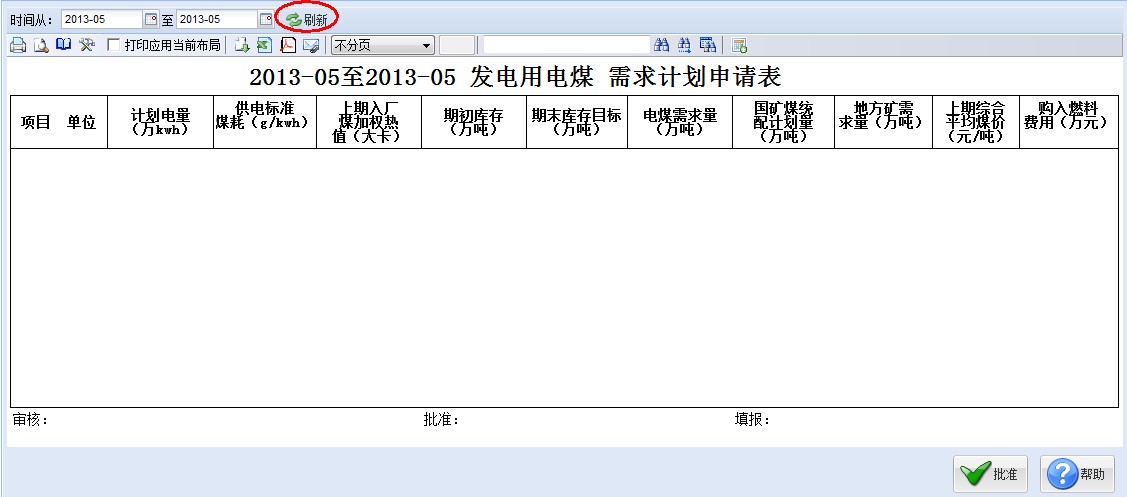 时间从: 2013-05 至 2013-05 刷新
打印应用当前布局 不分页
2013-05至2013-05 发电用电煤 需求计划申请表
项目 单位
计划电量
（万kwh）
供电标准
煤耗（g/kwh）
上期入厂
煤加权热
值（大卡）
期初库存
（万吨）
期末库存目标
（万吨）
电煤需求量
（万吨）
国矿煤统
配计划量
（万吨）
地方矿需
求量（万吨）
上期综合
平均煤价
（元/吨）
购入燃料
费用（万元）
审核: 批准: 填报:
批准 帮助